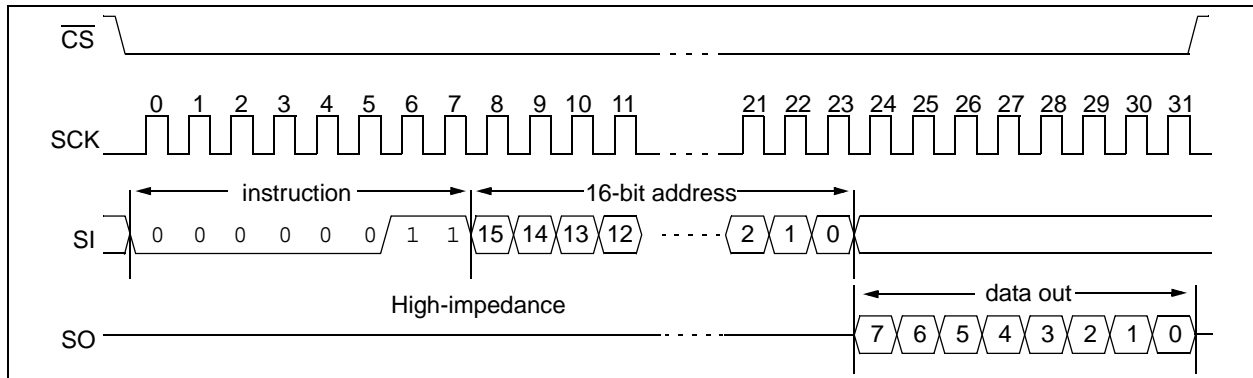 CS
0 1 2 3 4 5 6 7 8 9 10 11 21 22 23 24 25 26 27 28 29 30 31
SCK
instruction 16-bit address
SI 0 0 0 0 0 0 1 1 15 14 13 12 2 1 0
High-impedance data out
SO 7 6 5 4 3 2 1 0